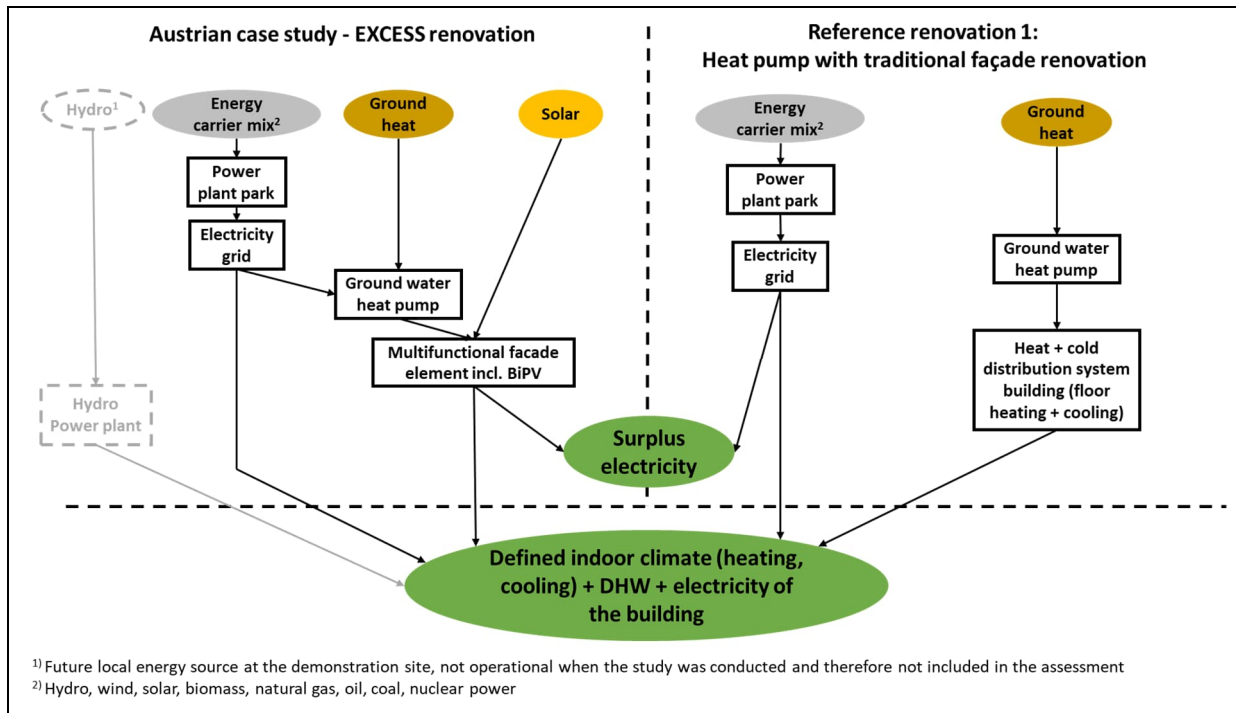 Austrian case study - EXCESS renovation
Reference renovation 1:
Heat pump with traditional façade renovation
Hydro¹
Energy
carrier mix²
Ground
heat
Solar
Power
plant park
Electricity
grid
Ground water
heat pump
Multifunctional facade
element incl. BiPV
Hydro
Power plant
Energy
carrier mix²
Ground
heat
Power
plant park
Electricity
grid
Ground water
heat pump
Heat + cold
distribution system
building (floor
heating + cooling)
Surplus
electricity
Defined indoor climate (heating,
cooling) + DHW + electricity of
the building
¹⁾ Future local energy source at the demonstration site, not operational when the study was conducted and therefore not included in the assessment
²⁾ Hydro, wind, solar, biomass, natural gas, oil, coal, nuclear power